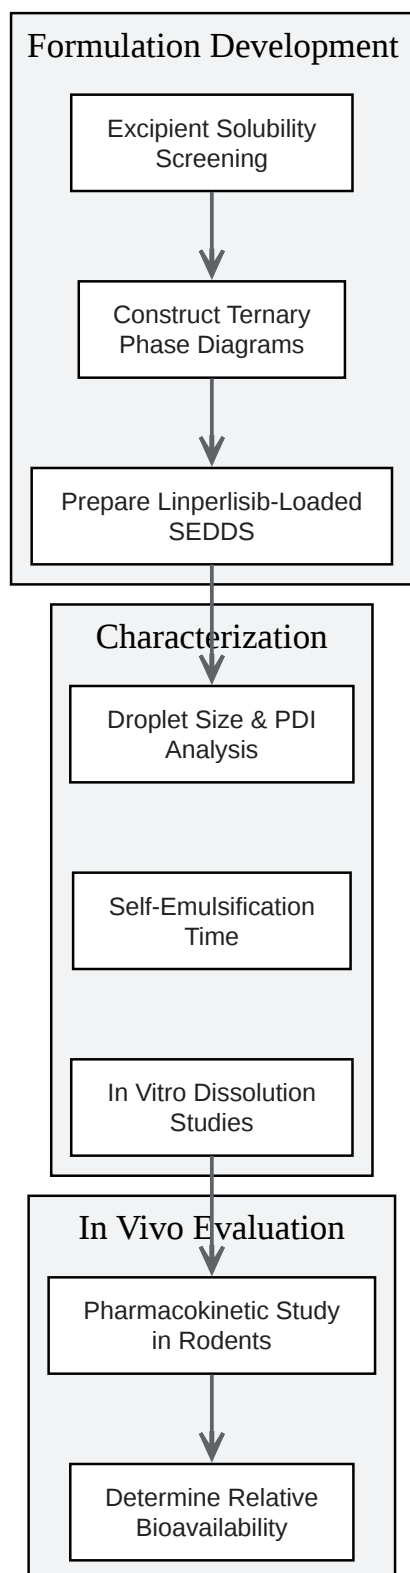 Formulation Development
Excipient Solubility
Screening
Construct Ternary
Phase Diagrams
Prepare Linperlisib-Loaded
SEDDS
Characterization
Droplet Size & PDI
Analysis
Self-Emulsification
Time
In Vitro Dissolution
Studies
In Vivo Evaluation
Pharmacokinetic Study
in Rodents
Determine Relative
Bioavailability